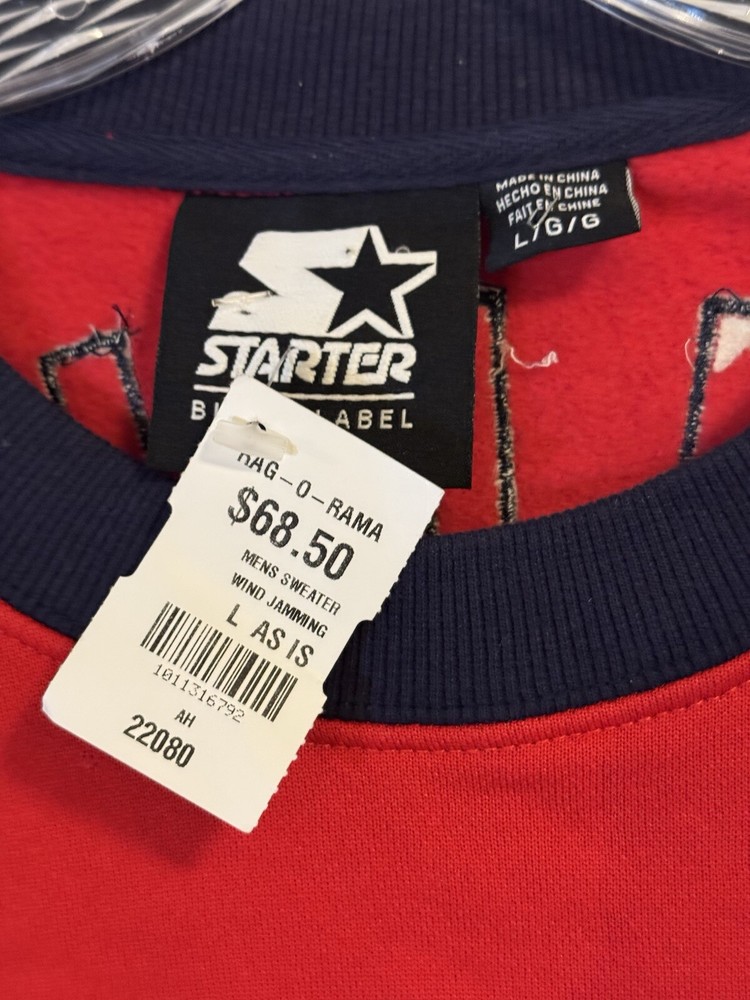 MADE IN CHINA
HECHO EN CHINA
FAIT EN CHINE
L/G/G
STARTER
LABEL
RAG-O-RAMA
$68.50
MENS SWEATER
WIND JAMMING
L AS IS
1011316792
AH
22080